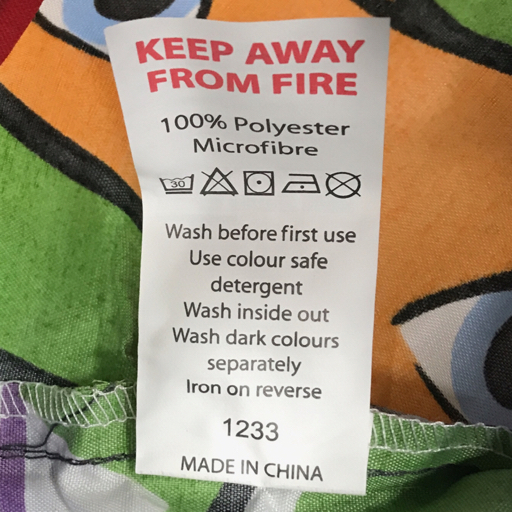 KEEP AWAY
FROM FIRE
100% Polyester
Microfibre
30
Wash before first use
Use colour safe
detergent
Wash inside out
Wash dark colours
separately
Iron on reverse
1233
MADE IN CHINA